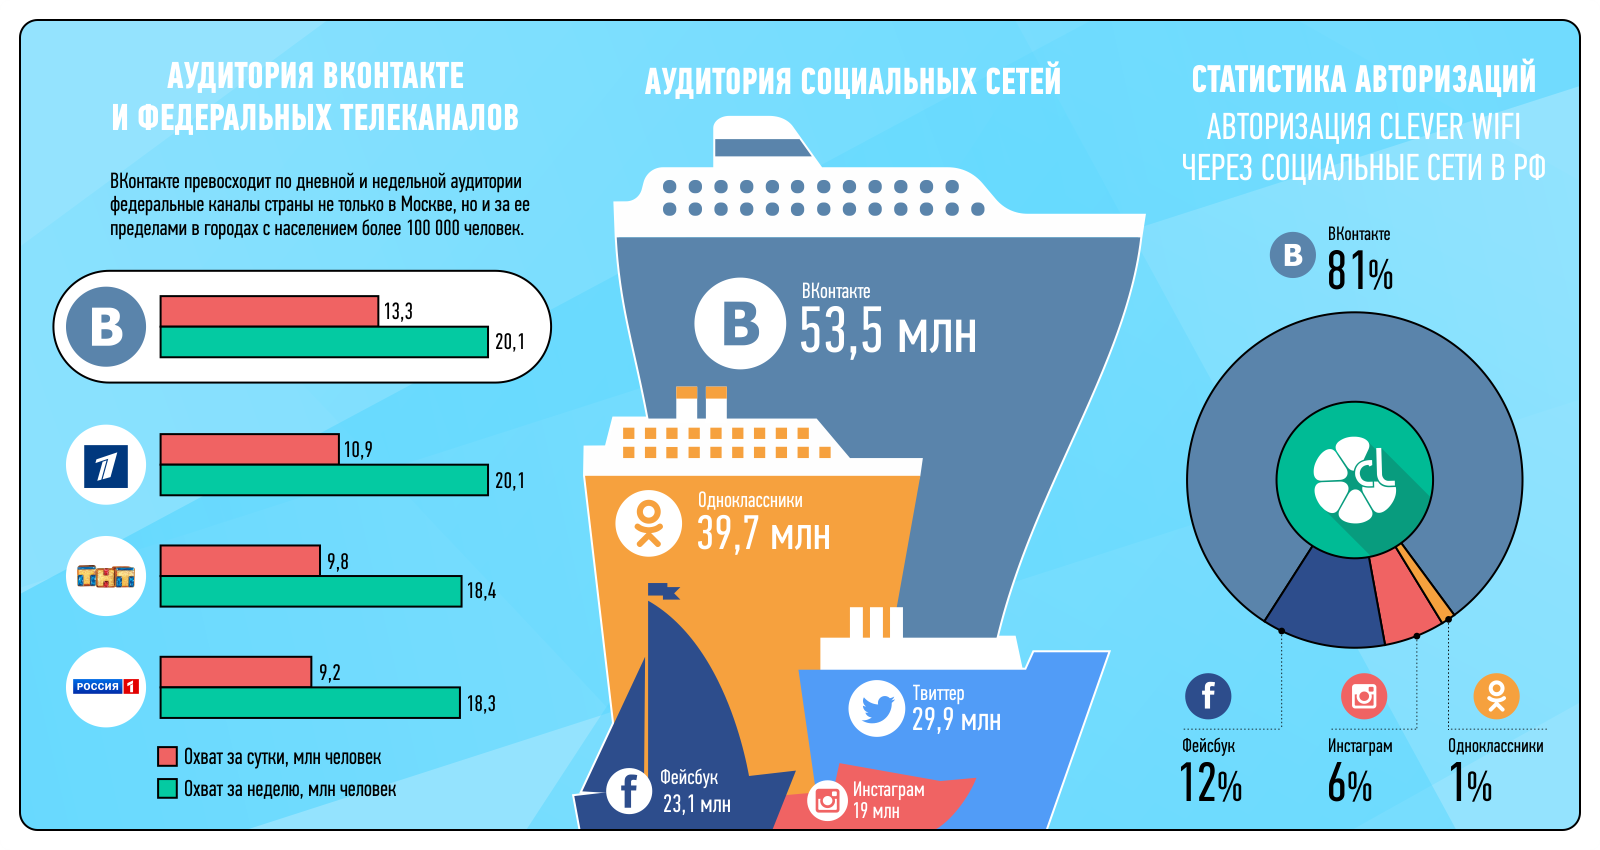 АУДИТОРИЯ ВКОНТАКТЕ
И ФЕДЕРАЛЬНЫХ ТЕЛЕКАНАЛОВ
ВКонтакте превосходит по дневной и недельной аудитории
федеральные каналы страны не только в Москве, но и за ее
пределами в городах с населением более 100 000 человек.
В
13,3
20,1
1
10,9
20,1
ТНТ
9,8
18,4
РОССИЯ 1
9,2
18,3
Охват за сутки, млн человек
Охват за неделю, млн человек
АУДИТОРИЯ СОЦИАЛЬНЫХ СЕТЕЙ
В
ВКонтакте
53,5 млн
Одноклассники
39,7 млн
Твиттер
29,9 млн
f
Фейсбук
23,1 млн
Инстаграм
19 млн
СТАТИСТИКА АВТОРИЗАЦИЙ
АВТОРИЗАЦИЯ CLEVER WIFI
ЧЕРЕЗ СОЦИАЛЬНЫЕ СЕТИ В РФ
В
ВКонтакте
81%
cl
f
Фейсбук
12%
Инстаграм
6%
Одноклассники
1%